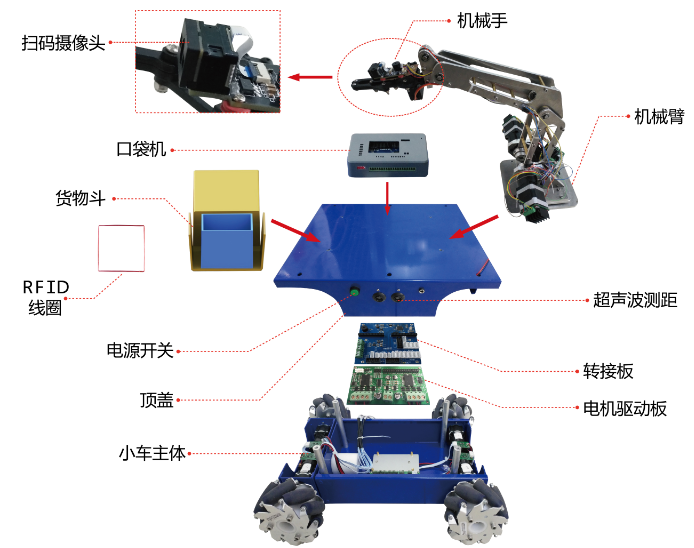 机械手
扫码摄像头
机械臂
口袋机
货物斗
RFID
线圈
超声波测距
电源开关
转接板
顶盖
电机驱动板
小车主体